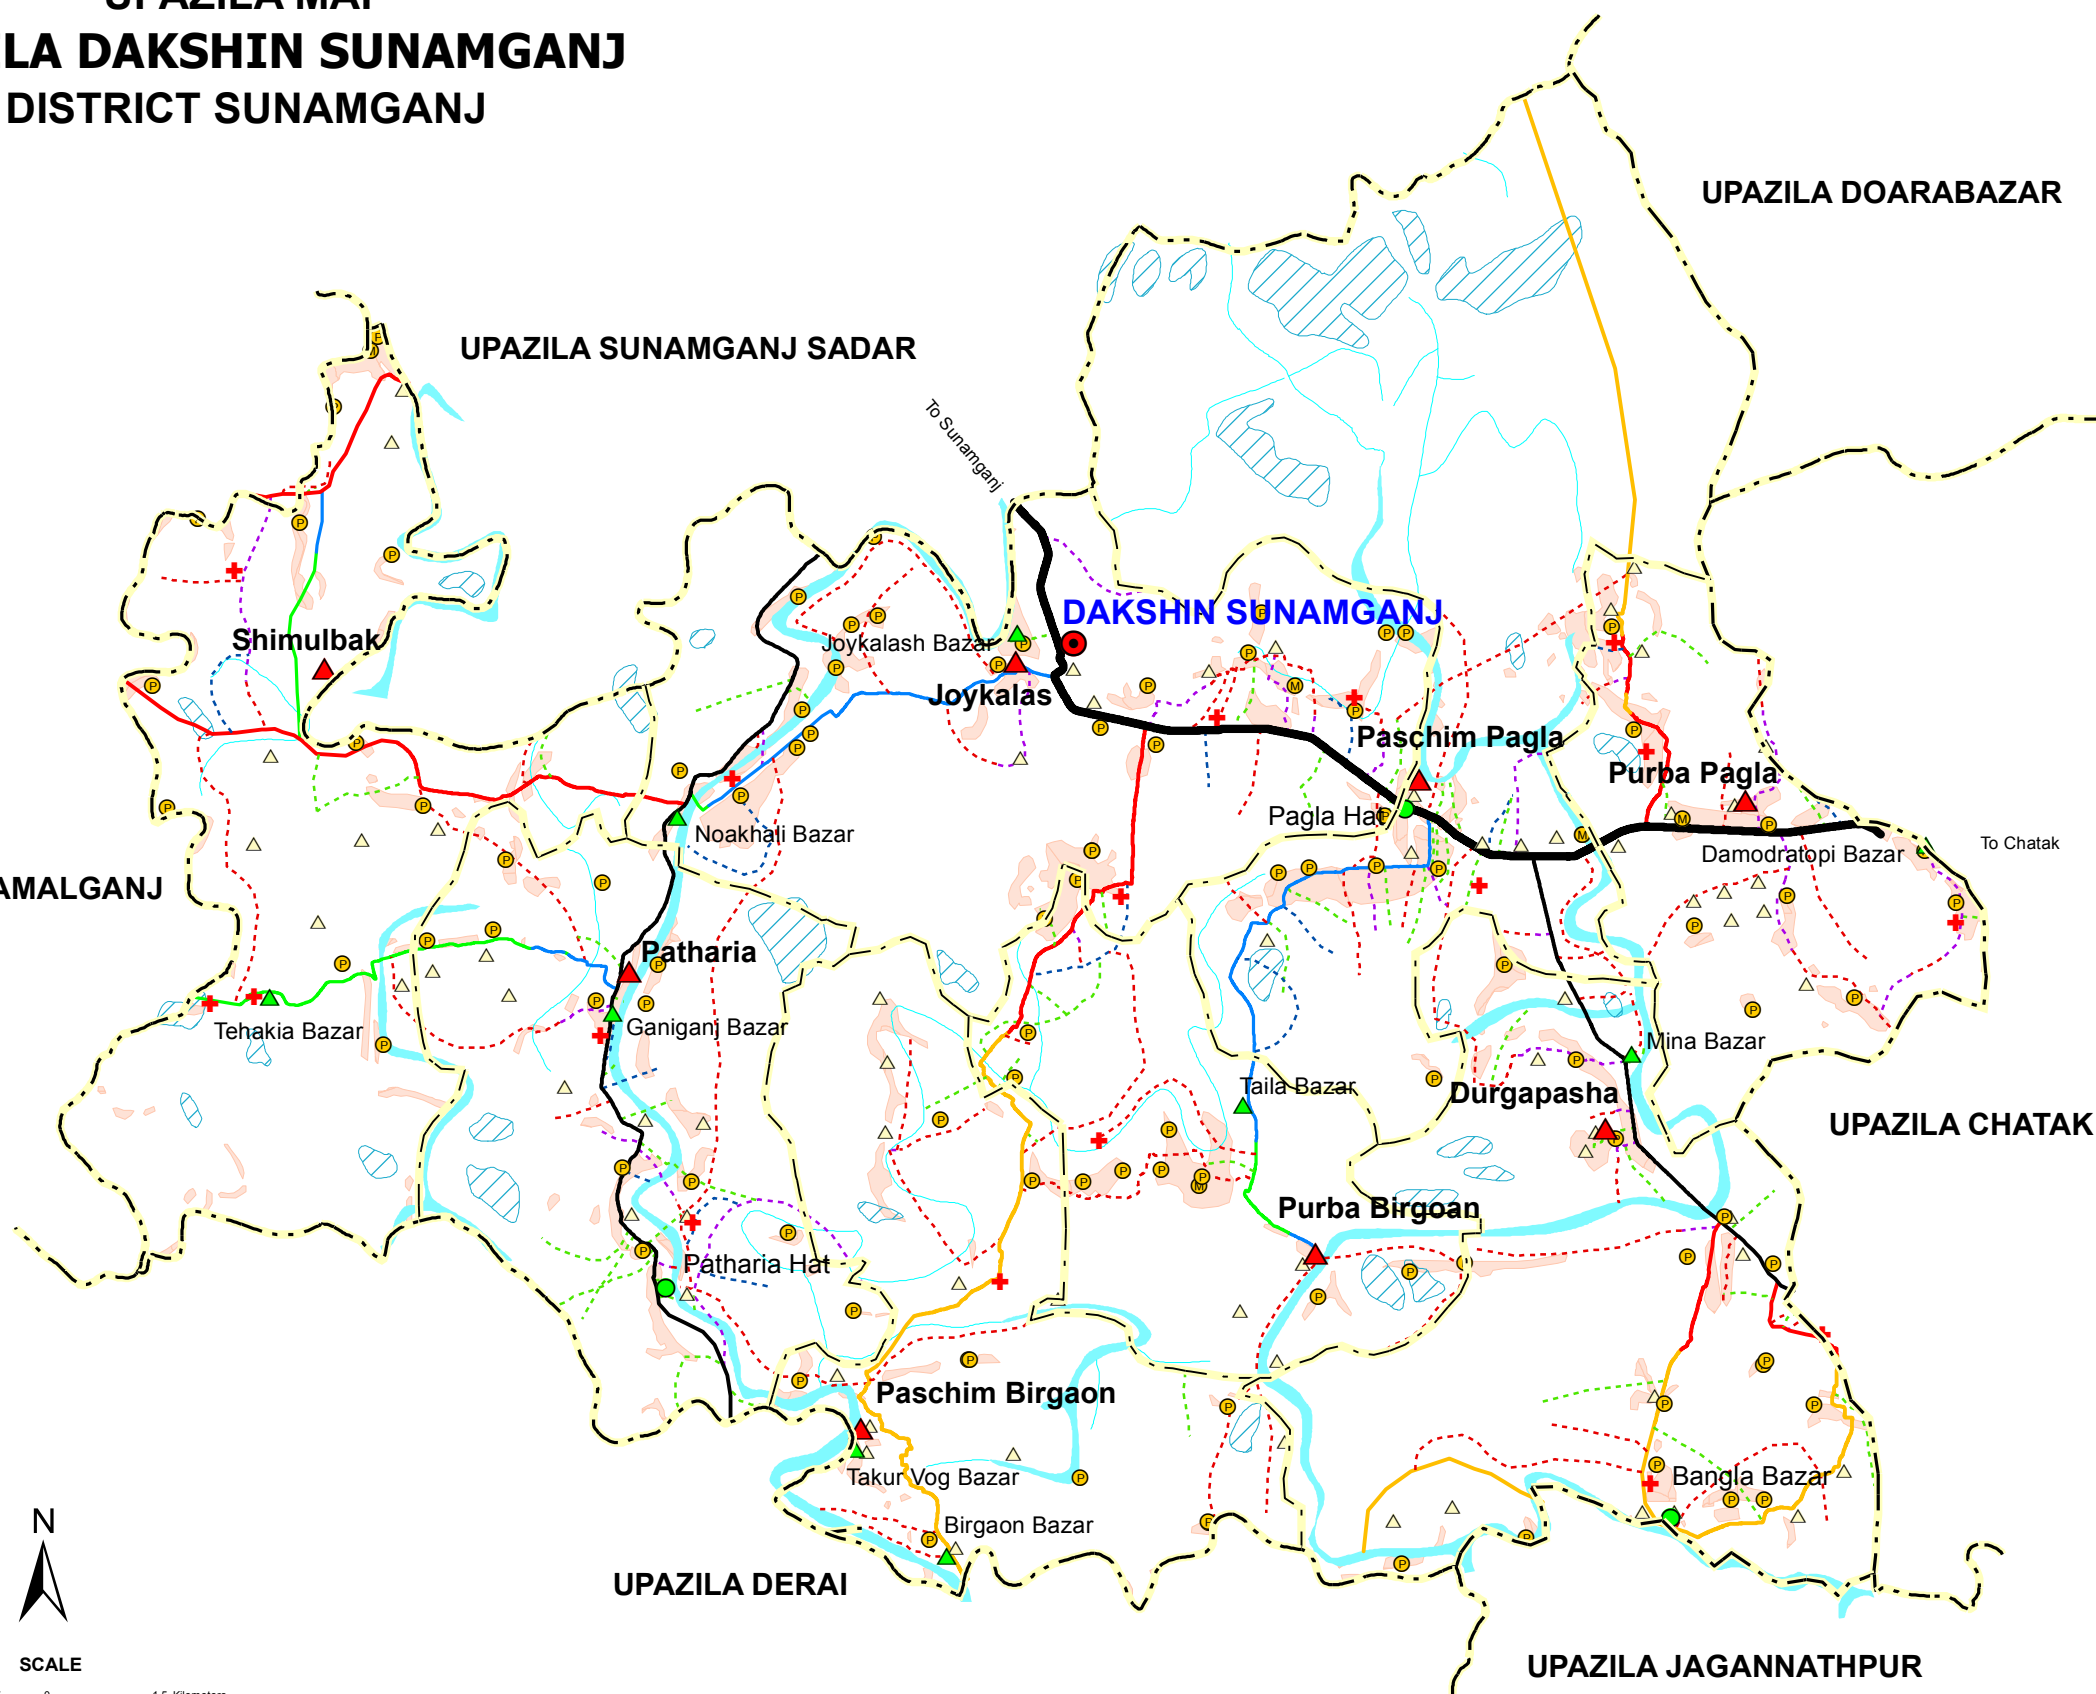 LA DAKSHIN SUNAMGANJ
DISTRICT SUNAMGANJ
UPAZILA DOARABAZAR
UPAZILA SUNAMGANJ SADAR
To Sunamganj
DAKSHIN SUNAMGANJ
Shimulbak
Joykalash Bazar
Joykalas
Paschim Pagla
Purba Pagla
Pagla Hat
Noakhali Bazar
Damodratopi Bazar
To Chatak
AMALGANJ
Patharia
Ganiganj Bazar
Tehakia Bazar
Mina Bazar
Taila Bazar
Durgapasha
UPAZILA CHATAK
Purba Birgoan
Patharia Hat
Paschim Birgaon
Takur Vog Bazar
Bangla Bazar
Birgaon Bazar
N
UPAZILA DERAI
SCALE
UPAZILA JAGANNATHPUR